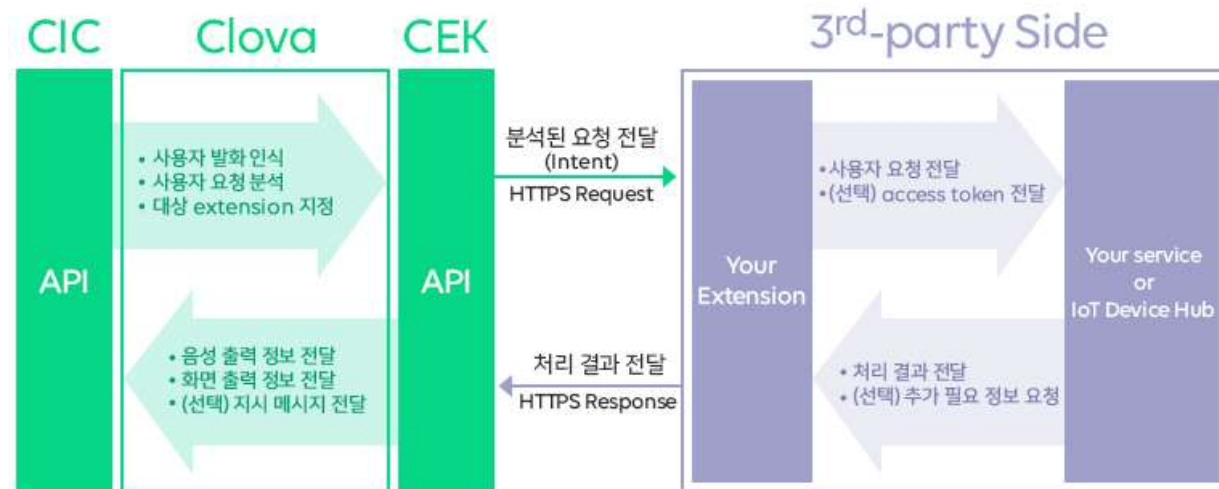 CIC
Clova
CEK
3rd-party Side
API
• 사용자 발화 인식
• 사용자 요청 분석
• 대상 extension 지정
• 음성 출력 정보 전달
• 화면 출력 정보 전달
• (선택) 지시 메시지 전달
API
분석된 요청 전달
(Intent)
HTTPS Request
처리 결과 전달
HTTPS Response
Your
Extension
• 사용자 요청 전달
• (선택) access token 전달
• 처리 결과 전달
• (선택) 추가 필요 정보 요청
Your service
or
IoT Device Hub